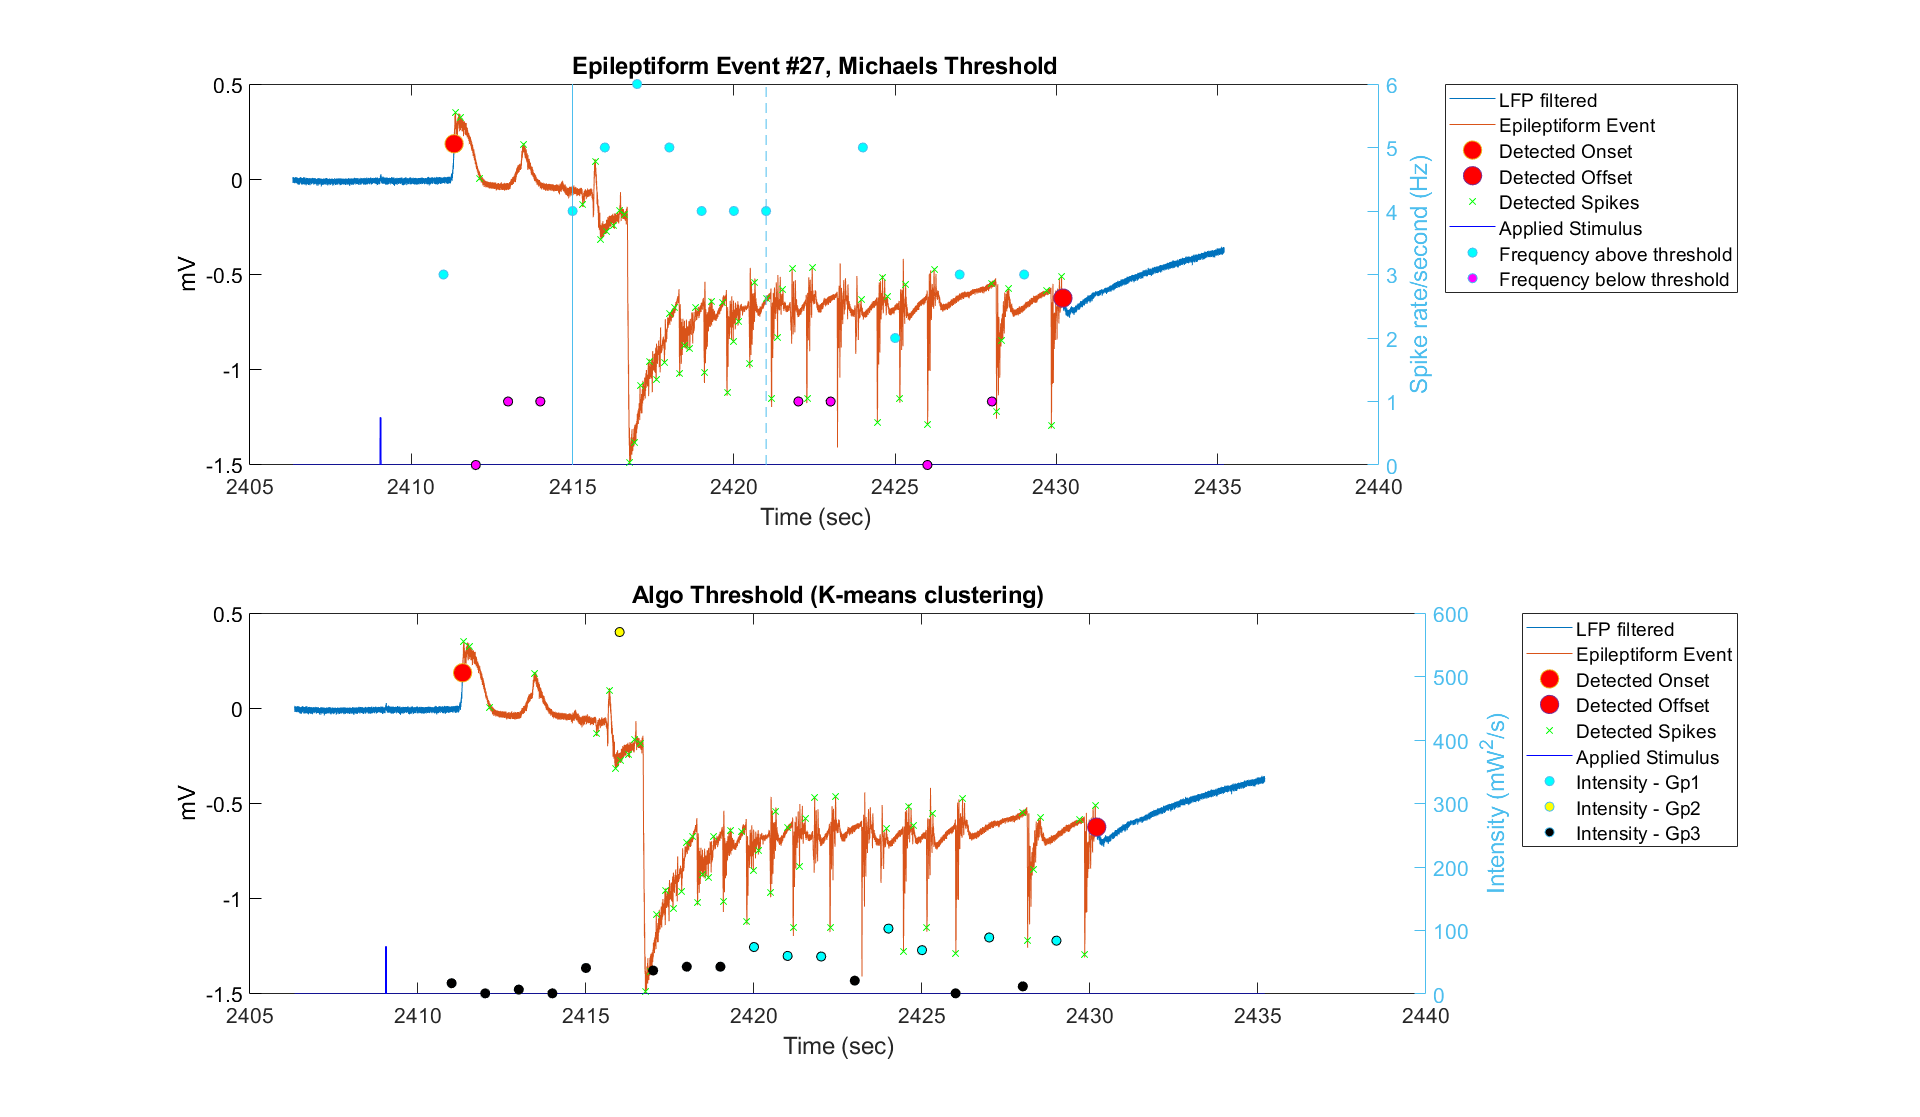 Epileptiform Event #27, Michaels Threshold
0.5
0
-0.5
-1
-1.5
mV
2405 2410 2415 2420 2425 2430 2435 2440
Time (sec)
6
5
4
3
2
1
0
Spike rate/second (Hz)
LFP filtered
Epileptiform Event
Detected Onset
Detected Offset
Detected Spikes
Applied Stimulus
Frequency above threshold
Frequency below threshold
Algo Threshold (K-means clustering)
0.5
0
-0.5
-1
-1.5
mV
2405 2410 2415 2420 2425 2430 2435 2440
Time (sec)
600
500
400
300
200
100
0
Intensity (mW²/s)
LFP filtered
Epileptiform Event
Detected Onset
Detected Offset
Detected Spikes
Applied Stimulus
Intensity - Gp1
Intensity - Gp2
Intensity - Gp3